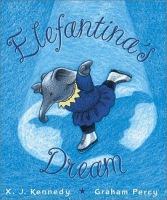 Elefantina's
Dream
X. J. Kennedy ★ Graham Percy